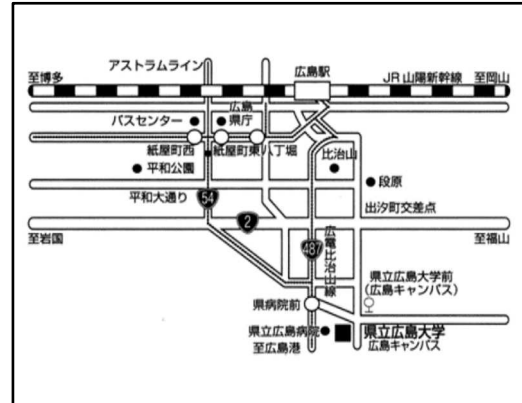 アストラムライン
広島駅
至博多
JR山陽新幹線
至岡山
バスセンター
広島
県庁
紙屋町西
紙屋町東
八丁堀
平和公園
比治山
段原
平和大通り
54
出汐町交差点
2
至岩国
至福山
487
広電比治山線
県立広島大学前
(広島キャンパス)
県病院前
県立広島病院
県立広島大学
至広島港
広島キャンパス